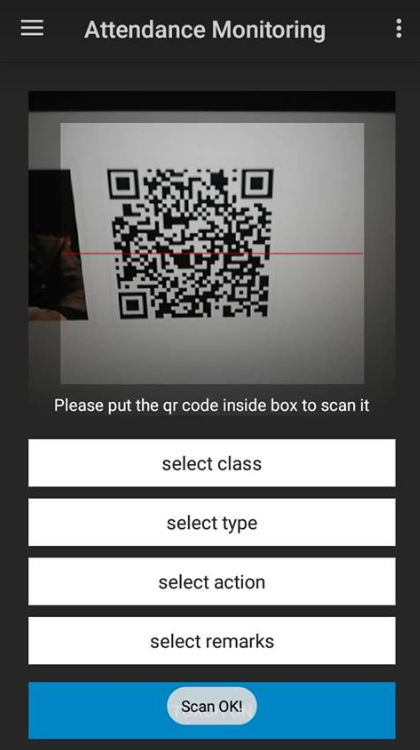 Attendance Monitoring
Please put the qr code inside box to scan it
select class
select type
select action
select remarks
Scan OK!